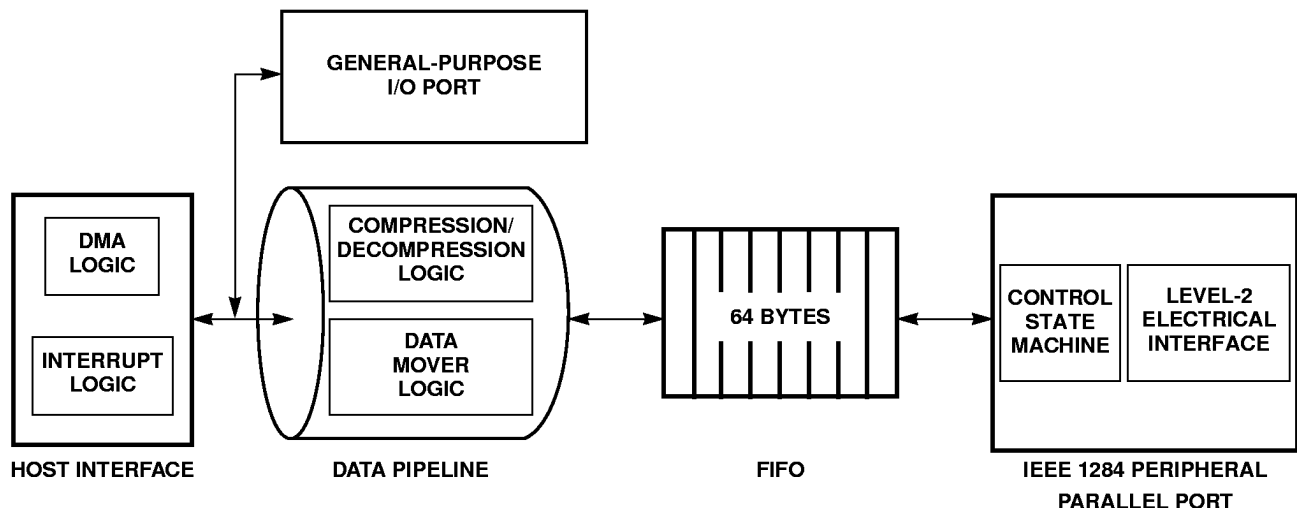 GENERAL-PURPOSE
I/O PORT
DMA
LOGIC
INTERRUPT
LOGIC
HOST INTERFACE
COMPRESSION/
DECOMPRESSION
LOGIC
DATA
MOVER
LOGIC
DATA PIPELINE
64 BYTES
FIFO
CONTROL
STATE
MACHINE
LEVEL-2
ELECTRICAL
INTERFACE
IEEE 1284 PERIPHERAL
PARALLEL PORT